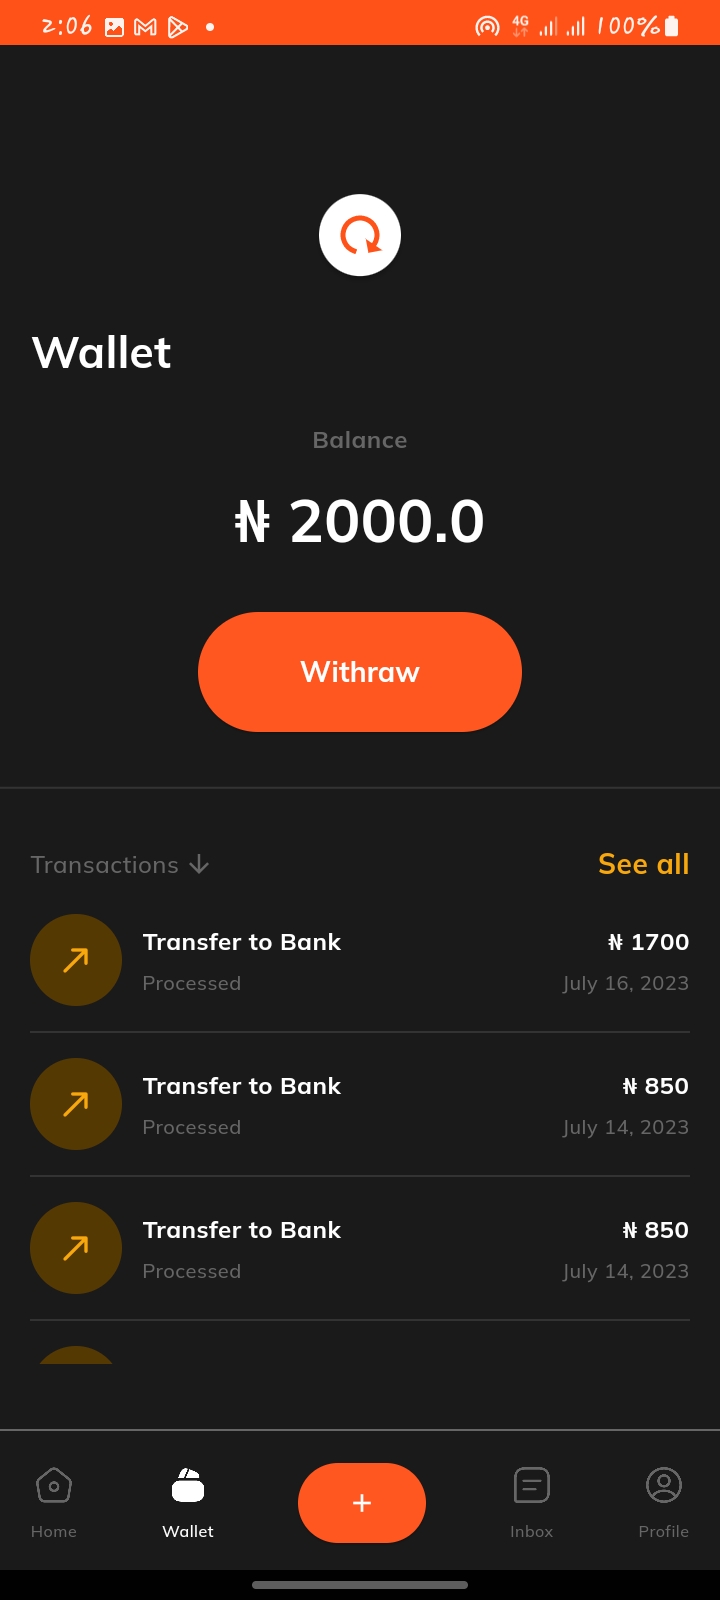 2:06 4G 100%
Wallet
Balance
₦ 2000.0
Withraw
Transactions See all
Transfer to Bank ₦ 1700
Processed July 16, 2023
Transfer to Bank ₦ 850
Processed July 14, 2023
Transfer to Bank ₦ 850
Processed July 14, 2023
+
Home Wallet Inbox Profile